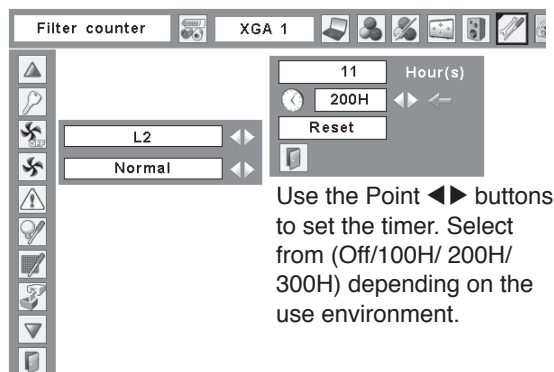 Filter counter
XGA 1
11 Hour(s)
200H
Reset
OFF
L2
Normal
Use the Point ◀▶ buttons
to set the timer. Select
from (Off/100H/ 200H/
300H) depending on the
use environment.